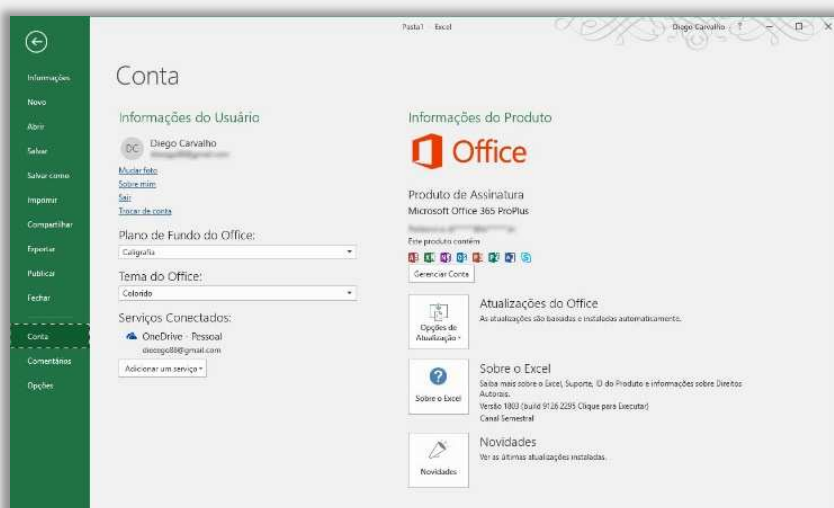 Pasta1 - Excel
Diego Carvalho
?
Informações
Novo
Abrir
Salvar
Salvar como
Imprimir
Compartilhar
Exportar
Publicar
Fechar
Conta
Comentários
Opções
Conta
Informações do Usuário
DC
Diego Carvalho
Mudar foto
Sobre mim
Sair
Trocar de conta
Plano de Fundo do Office:
Caligrafia
Tema do Office:
Colorido
Serviços Conectados:
OneDrive - Pessoal
Adicionar um serviço
Informações do Produto
Office
Produto de Assinatura
Microsoft Office 365 ProPlus
Este produto contém
Gerenciar Conta
Opções de
Atualização
Atualizações do Office
As atualizações são baixadas e instaladas automaticamente.
Sobre o Excel
Sobre o Excel
Saiba mais sobre o Excel, Suporte, ID do Produto e informações sobre Direitos
Autorais.
Versão 1803 (build 9126.2295 Clique para Executar)
Canal Semestral
Novidades
Novidades
Ver as últimas atualizações instaladas.